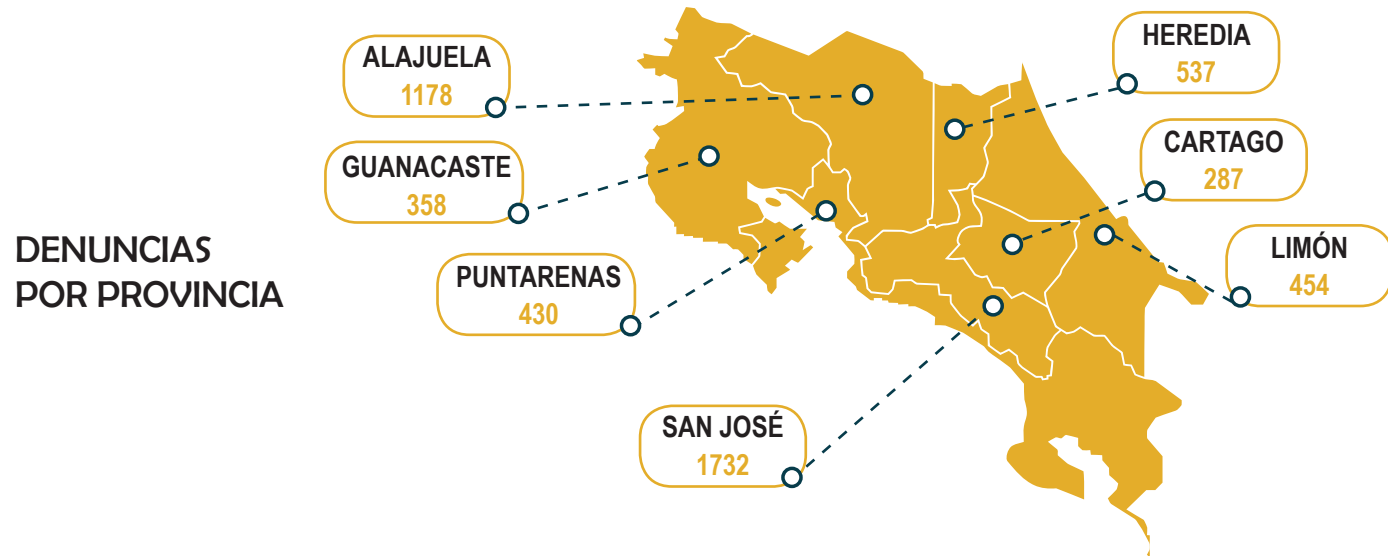 DENUNCIAS
POR PROVINCIA
ALAJUELA
1178
GUANACASTE
358
PUNTARENAS
430
SAN JOSÉ
1732
HEREDIA
537
CARTAGO
287
LIMÓN
454